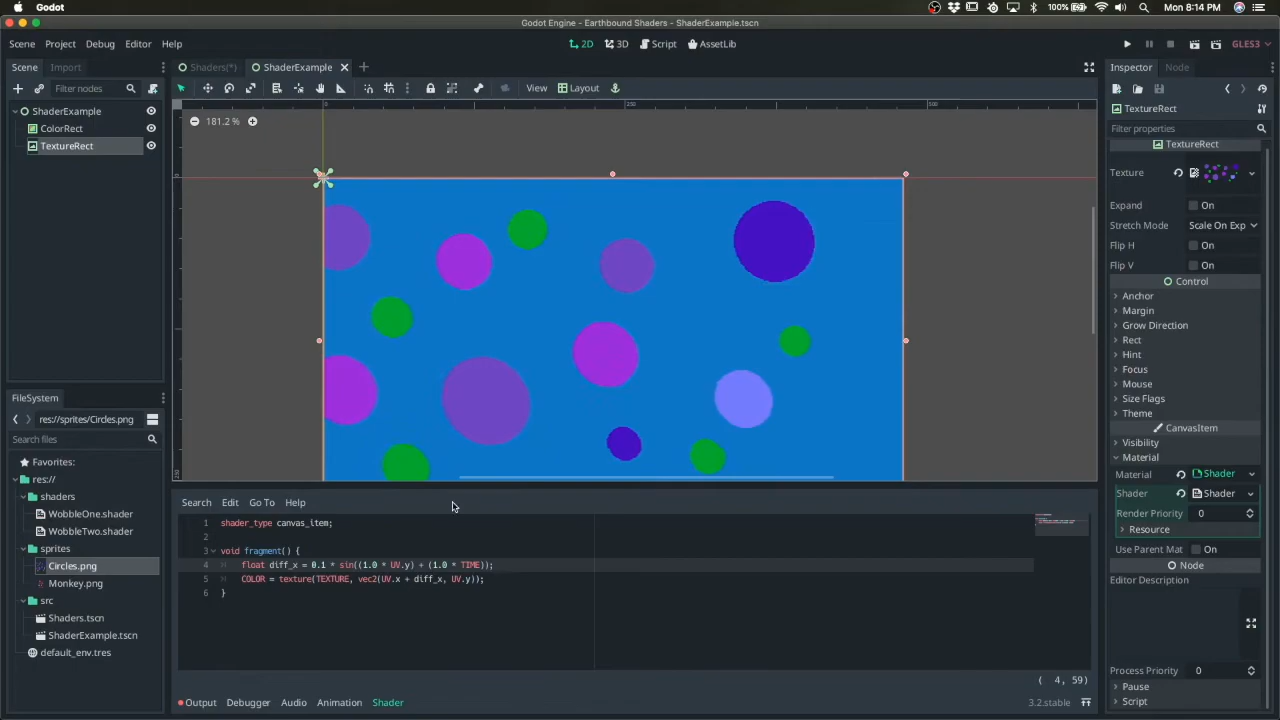 Godot
100%
Mon 8:14 PM
Godot Engine - Earthbound Shaders - ShaderExample.tscn
Scene Project Debug Editor Help
2D 3D Script AssetLib
GLES3
Scene Import
Shaders(*) ShaderExample
Inspector Node
Filter nodes
View Layout
ShaderExample
ColorRect
TextureRect
181.2 %
0 250 500
TextureRect
Filter properties
TextureRect
Texture
Expand On
Stretch Mode Scale On Exp
Flip H On
Flip V On
Control
Anchor
Margin
Grow Direction
Rect
Hint
Focus
Mouse
Size Flags
Theme
CanvasItem
Visibility
Material
Material Shader
Shader Shader
Render Priority 0
Resource
Use Parent Mat On
Node
Editor Description
Process Priority 0
Pause
Script
FileSystem
res://sprites/Circles.png
Search files
Favorites:
res://
shaders
WobbleOne.shader
WobbleTwo.shader
sprites
Circles.png
Monkey.png
src
Shaders.tscn
ShaderExample.tscn
default_env.tres
Search Edit Go To Help
1 shader_type canvas_item;
2
3 void fragment() {
4 float diff_x = 0.1 * sin((1.0 * UV.y) + (1.0 * TIME));
5 COLOR = texture(TEXTURE, vec2(UV.x + diff_x, UV.y));
6 }
( 4, 59)
Output Debugger Audio Animation Shader
3.2.stable